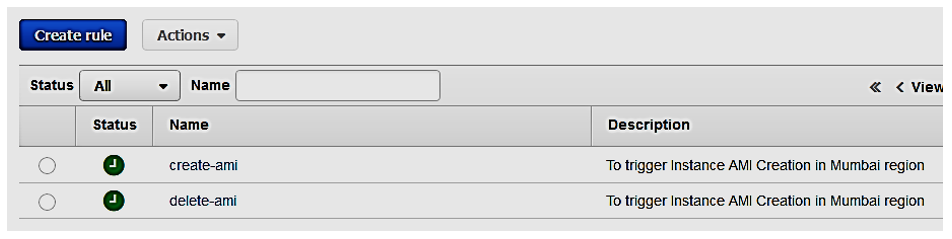 Create rule Actions
Status All Name « < View
Status Name Description
create-ami To trigger Instance AMI Creation in Mumbai region
delete-ami To trigger Instance AMI Creation in Mumbai region